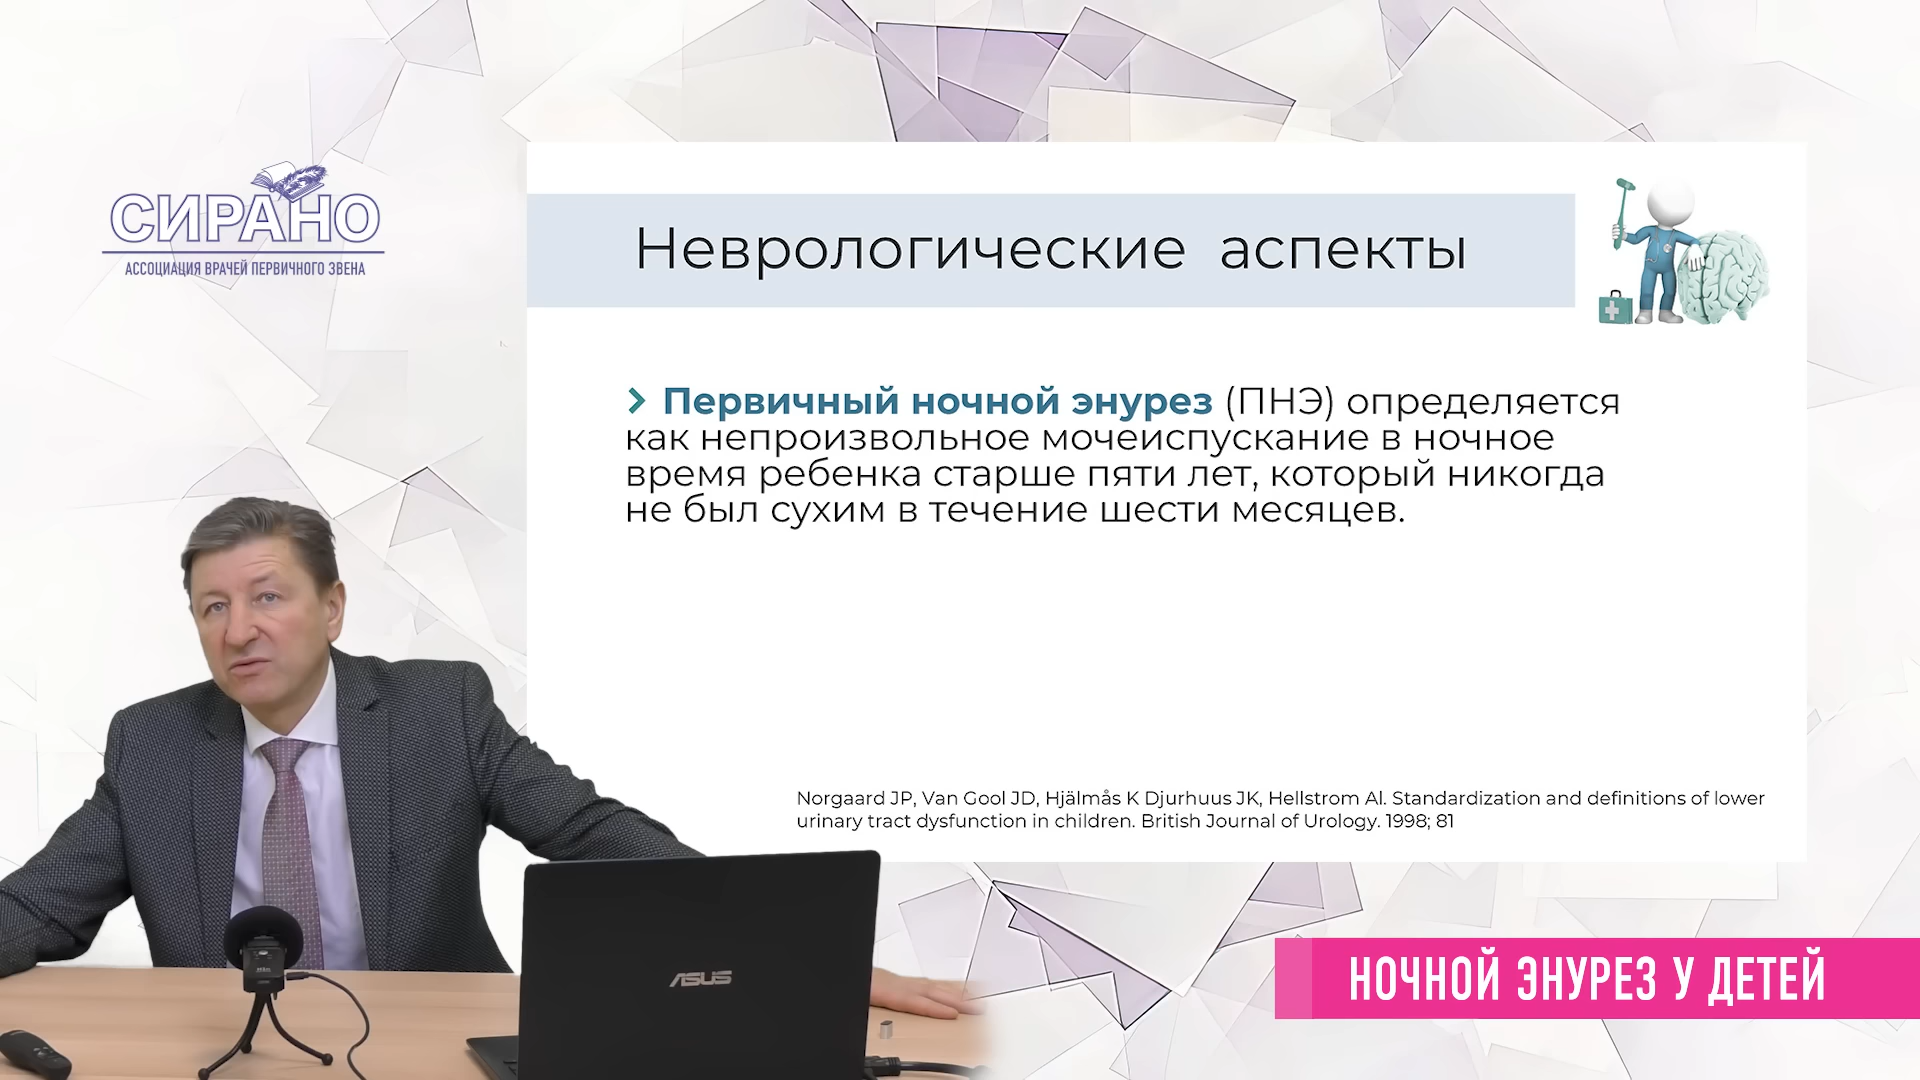 СИРАНО
АССОЦИАЦИЯ ВРАЧЕЙ ПЕРВИЧНОГО ЗВЕНА
Неврологические аспекты
Первичный ночной энурез (ПНЭ) определяется
как непроизвольное мочеиспускание в ночное
время ребенка старше пяти лет, который никогда
не был сухим в течение шести месяцев.
Norgaard JP, Van Gool JD, Hjälmås K Djurhuus JK, Hellstrom Al. Standardization and definitions of lower
urinary tract dysfunction in children. British Journal of Urology. 1998; 81
ASUS
НОЧНОЙ ЭНУРЕЗ У ДЕТЕЙ